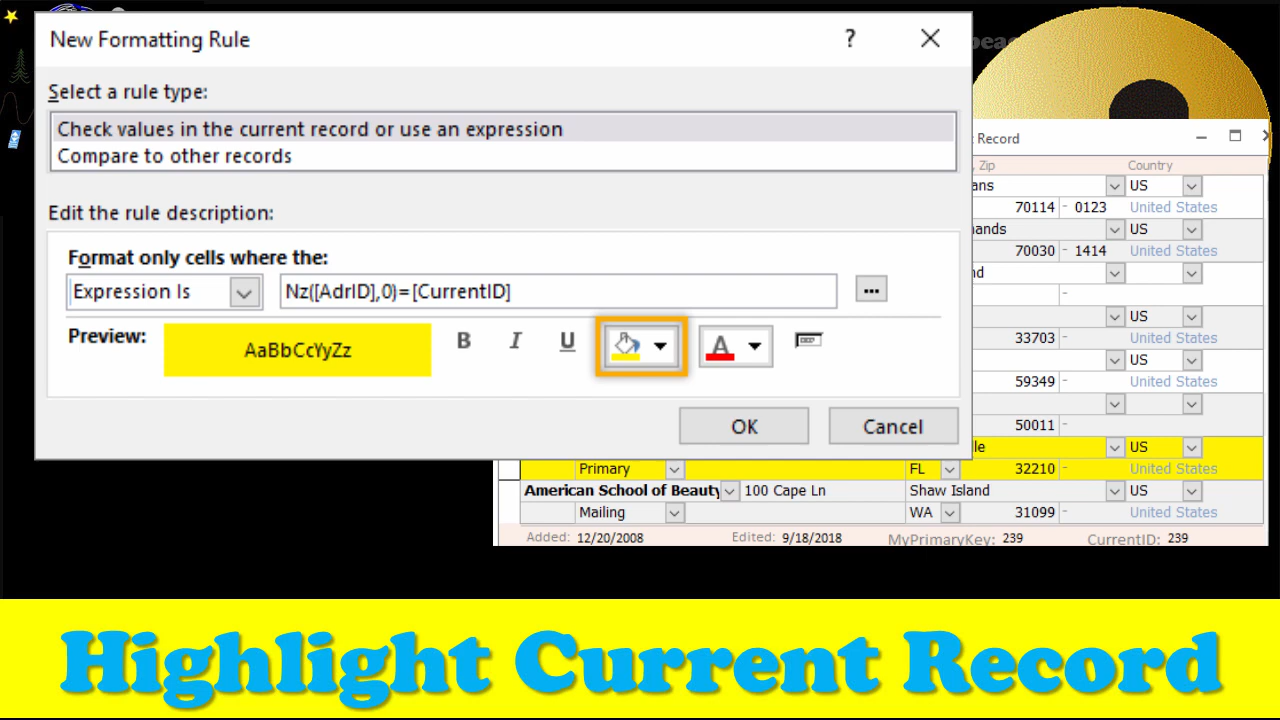 New Formatting Rule
?
Select a rule type:
Check values in the current record or use an expression
Compare to other records
Edit the rule description:
Format only cells where the:
Expression Is
Nz([AdrID],0)=[CurrentID]
...
Preview:
AaBbCcYyZz
B I U A
OK Cancel
Record
, Zip Country
ans US
70114 - 0123 United States
ands US
70030 - 1414 United States
d
-
US
33703 - United States
US
59349 - United States
50011 -
le US
Primary FL 32210 - United States
American School of Beauty 100 Cape Ln Shaw Island US
Mailing WA 31099 - United States
Added: 12/20/2008 Edited: 9/18/2018 MyPrimaryKey: 239 CurrentID: 239
Highlight Current Record